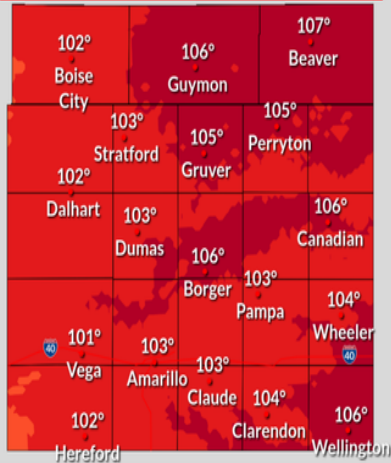 107°
Beaver
106°
Guymon
102°
Boise
City
105°
Perryton
103°
Stratford
105°
Gruver
102°
Dalhart
103°
Dumas
106°
Canadian
106°
Borger
103°
Pampa
104°
Wheeler
40
40
101°
Vega
103°
Amarillo
103°
Claude
104°
Clarendon
106°
Wellington
102°
Hereford